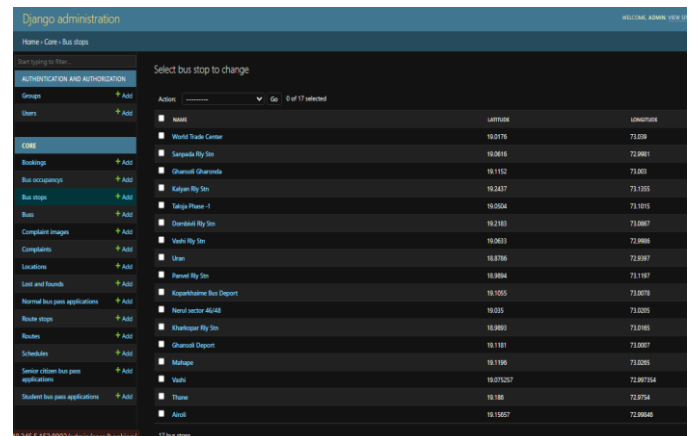 Django administration
WELCOME, ADMIN. VIEW SIT
Home › Core › Bus stops
Start typing to filter...
AUTHENTICATION AND AUTHORIZATION
Groups + Add
Users + Add
CORE
Bookings + Add
Bus occupancys + Add
Bus stops + Add
Buss + Add
Complaint images + Add
Complaints + Add
Locations + Add
Lost and founds + Add
Normal bus pass applications + Add
Route stops + Add
Routes + Add
Schedules + Add
Senior citizen bus pass + Add
applications
Student bus pass applications + Add
Select bus stop to change
Action: --------- Go 0 of 17 selected
NAME LATITUDE LONGITUDE
World Trade Center 19.0176 73.039
Sanpada Rly Stn 19.0616 72.9981
Ghansoli Gharonda 19.1152 73.003
Kalyan Rly Stn 19.2437 73.1355
Taloja Phase -1 19.0504 73.1015
Dombivli Rly Stn 19.2183 73.0867
Vashi Rly Stn 19.0633 72.9986
Uran 18.8786 72.9397
Panvel Rly Stn 18.9894 73.1197
Koparkhairne Bus Deport 19.1055 73.0078
Nerul sector 46/48 19.035 73.0205
Kharkopar Rly Stn 18.9893 73.0165
Ghansoli Deport 19.1181 73.0007
Mahape 19.1196 73.0265
Vashi 19.075257 72.997354
Thane 19.186 72.9754
Airoli 19.15657 72.99846
17 bus stops